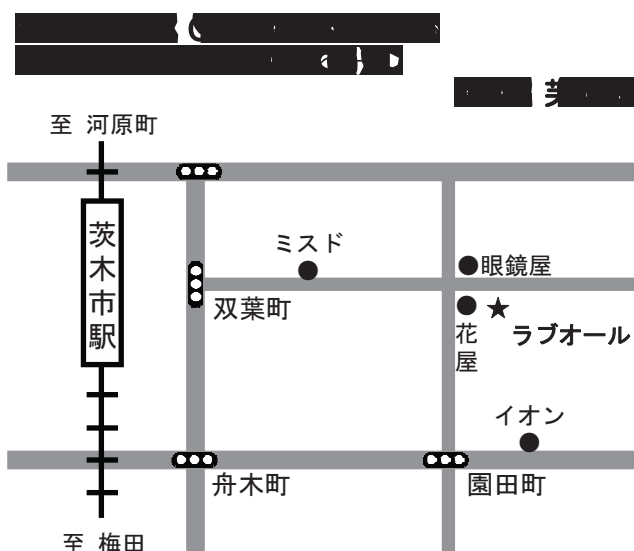 至 河原町
茨木市駅
ミスド
眼鏡屋
双葉町
花屋
ラブオール
イオン
舟木町
園田町
至 梅田